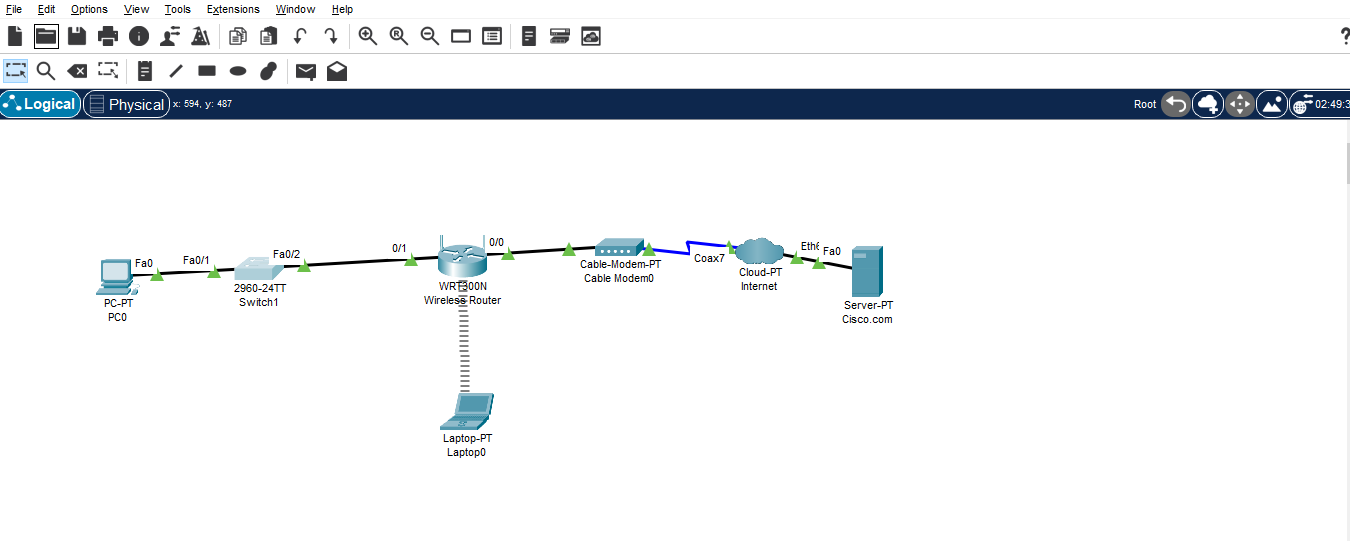 File Edit Options View Tools Extensions Window Help
?
R
Logical Physical x: 594, y: 487 Root 02:49:3
Fa0 Fa0/1 Fa0/2 0/1 0/0 Coax7 Eth6 Fa0
PC-PT
PC0
2960-24TT
Switch1
WRT300N
Wireless Router
Cable-Modem-PT
Cable Modem0
Cloud-PT
Internet
Server-PT
Cisco.com
Laptop-PT
Laptop0